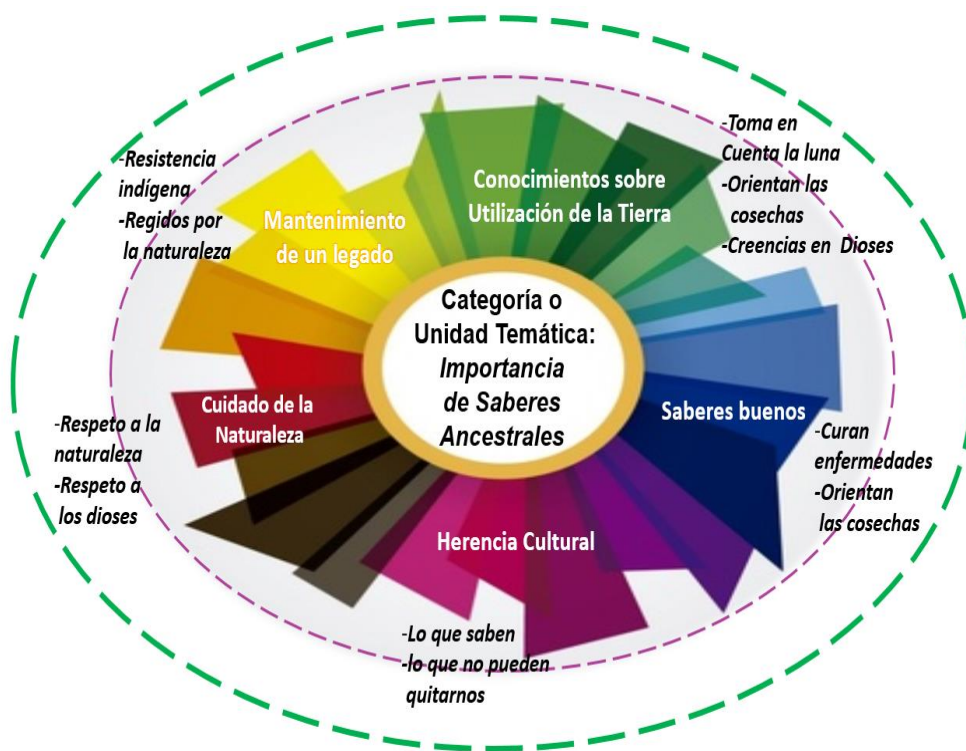 Categoría o
Unidad Temática:
Importancia
de Saberes
Ancestrales
Mantenimiento
de un legado
-Resistencia
indígena
-Regidos por
la naturaleza
Conocimientos sobre
Utilización de la Tierra
-Toma en
Cuenta la luna
-Orientan las
cosechas
-Creencias en Dioses
Saberes buenos
-Curan
enfermedades
-Orientan
las cosechas
Herencia Cultural
-Lo que saben
-lo que no pueden
quitarnos
Cuidado de la
Naturaleza
-Respeto a la
naturaleza
-Respeto a
los dioses